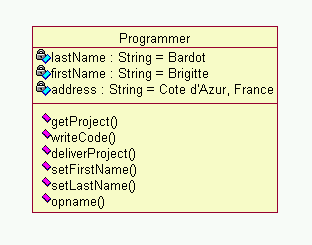 Programmer
lastName : String = Bardot
firstName : String = Brigitte
address : String = Cote d'Azur, France
getProject()
writeCode()
deliverProject()
setFirstName()
setLastName()
opname()